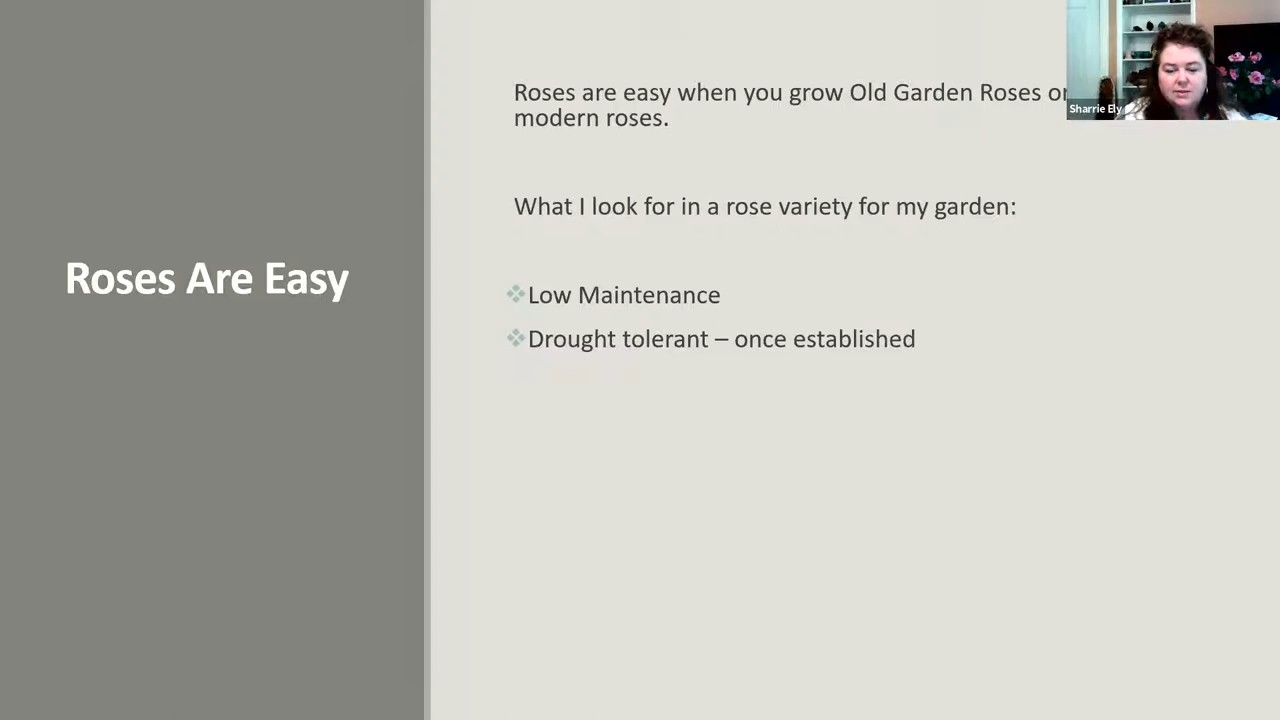 Roses Are Easy
Roses are easy when you grow Old Garden Roses or
modern roses.
What I look for in a rose variety for my garden:
Low Maintenance
Drought tolerant – once established
Sharrie Ely